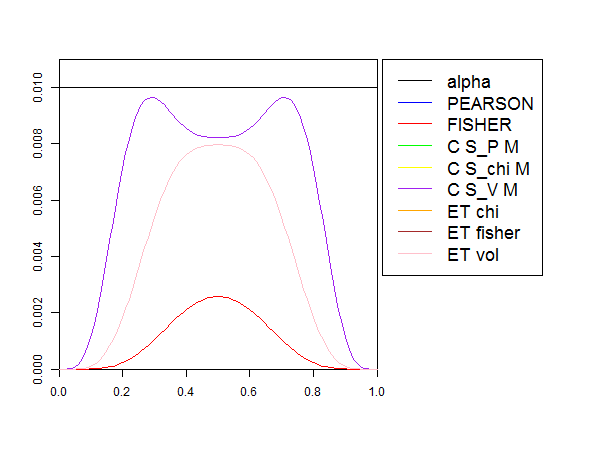 0.010
0.008
0.006
0.004
0.002
0.000
0.0 0.2 0.4 0.6 0.8 1.0
alpha
PEARSON
FISHER
C S_P M
C S_chi M
C S_V M
ET chi
ET fisher
ET vol